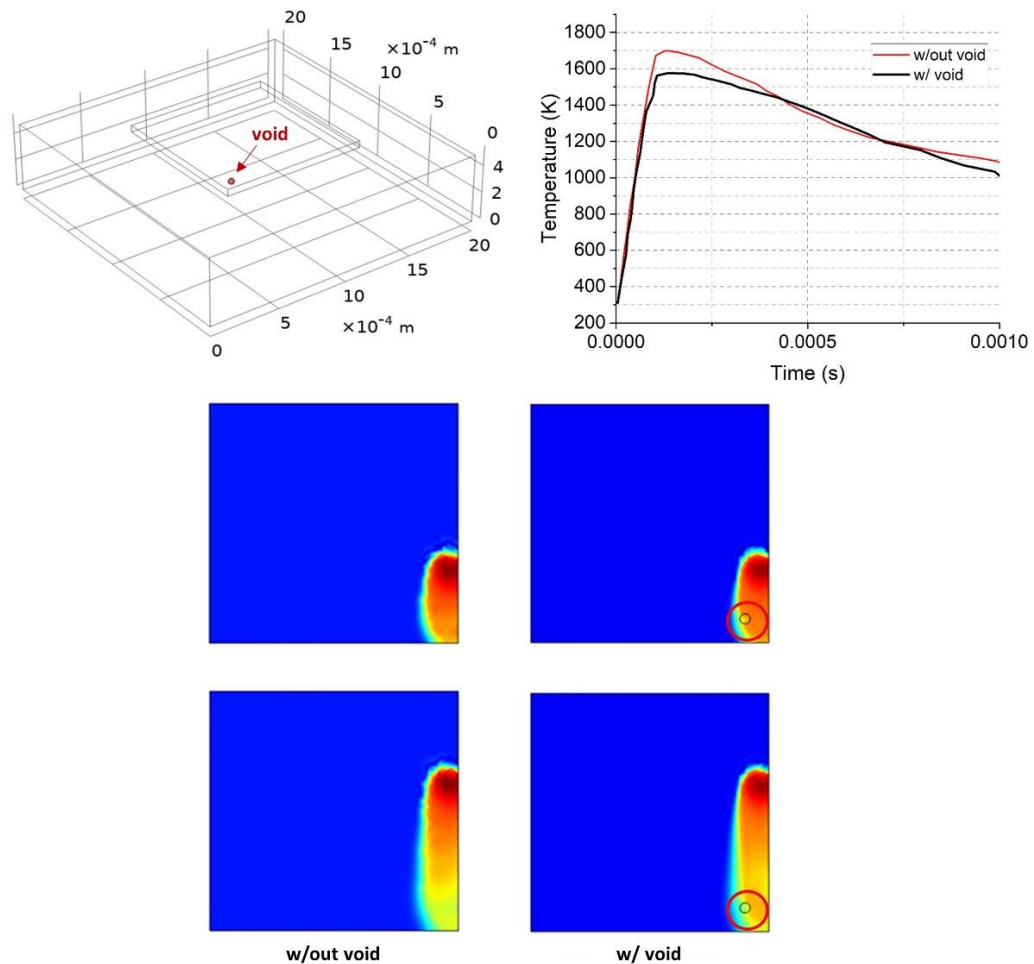 20
15
×10⁻⁴ m
10
5
0
void
4
2
0
20
15
10
×10⁻⁴ m
5
0
1800
1600
1400
1200
1000
800
600
400
200
Temperature (K)
w/out void
w/ void
0.0000
0.0005
0.0010
Time (s)
w/out void
w/ void